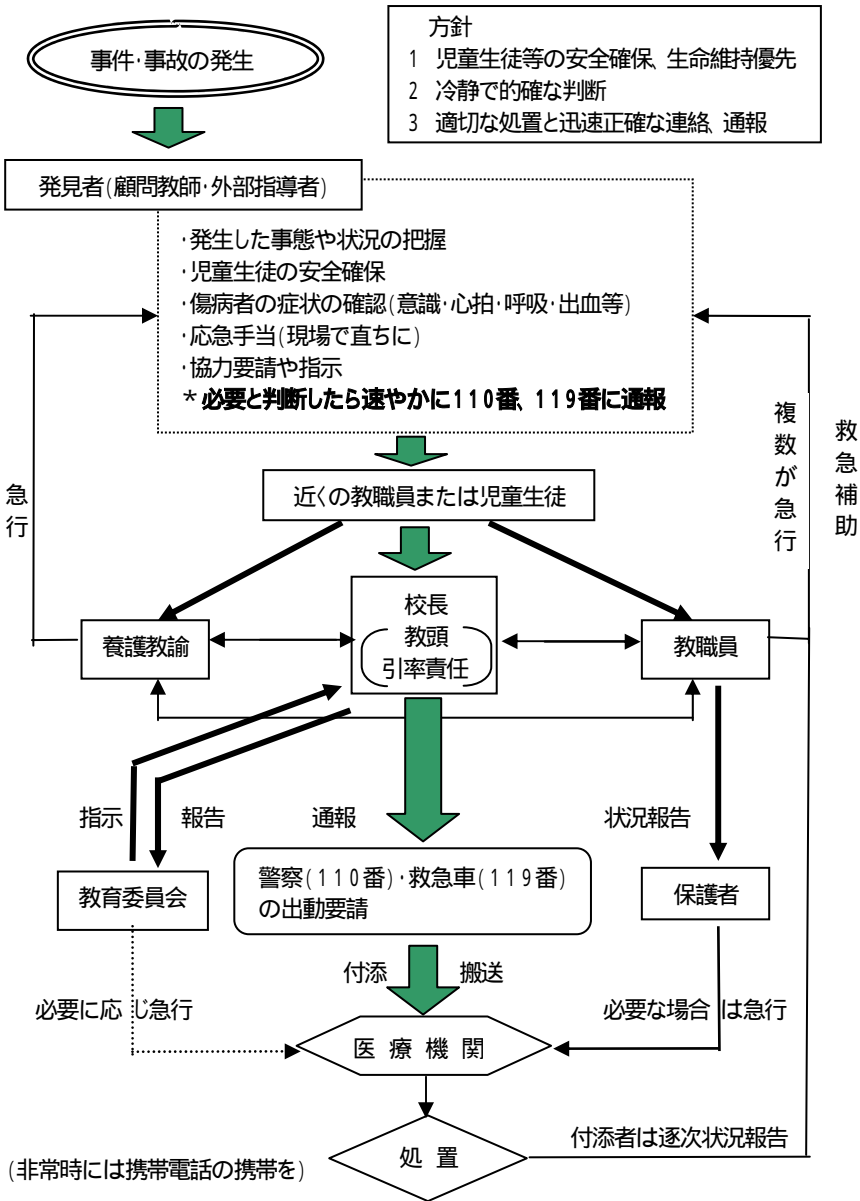 事件・事故の発生
方針
1 児童生徒等の安全確保、生命維持優先
2 冷静で的確な判断
3 適切な処置と迅速正確な連絡、通報
発見者(顧問教師・外部指導者)
・発生した事態や状況の把握
・児童生徒の安全確保
・傷病者の症状の確認(意識・心拍・呼吸・出血等)
・応急手当(現場で直ちに)
・協力要請や指示
*必要と判断したら速やかに110番、119番に通報
急行
複数が急行
救急補助
近くの教職員または児童生徒
養護教諭
校長
教頭
引率責任
教職員
指示
報告
通報
状況報告
教育委員会
警察(110番)・救急車(119番)
の出動要請
保護者
付添
搬送
必要に応じ急行
必要な場合は急行
医療機関
処置
付添者は逐次状況報告
(非常時には携帯電話の携帯を)